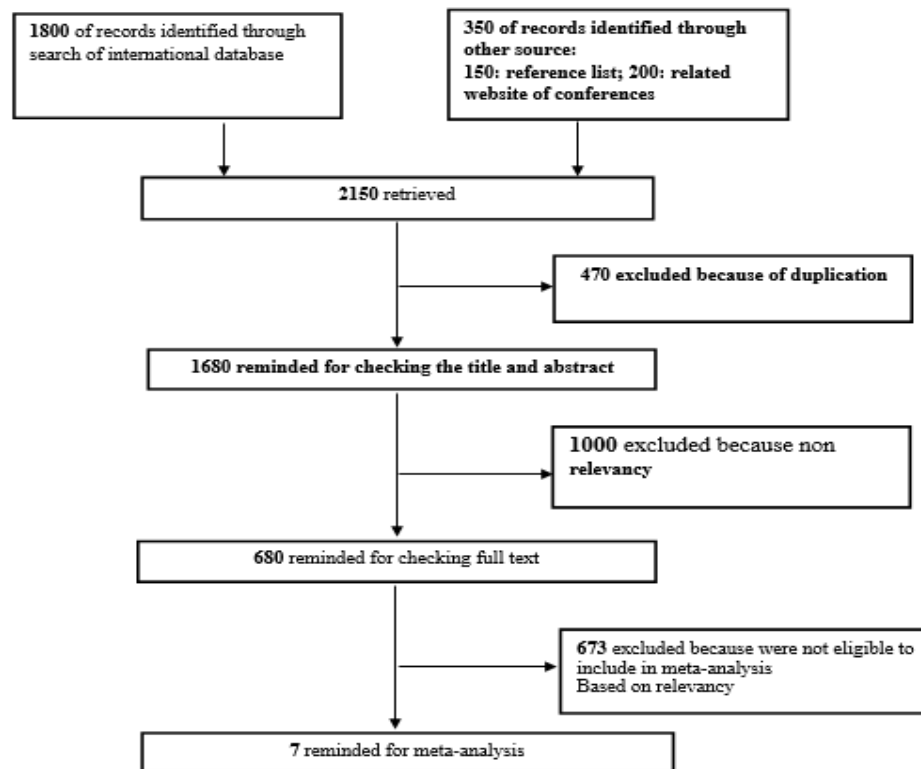 1800 of records identified through
search of international database
350 of records identified through
other source:
150: reference list; 200: related
website of conferences
2150 retrieved
470 excluded because of duplication
1680 reminded for checking the title and abstract
1000 excluded because non
relevancy
680 reminded for checking full text
673 excluded because were not eligible to
include in meta-analysis
Based on relevancy
7 reminded for meta-analysis